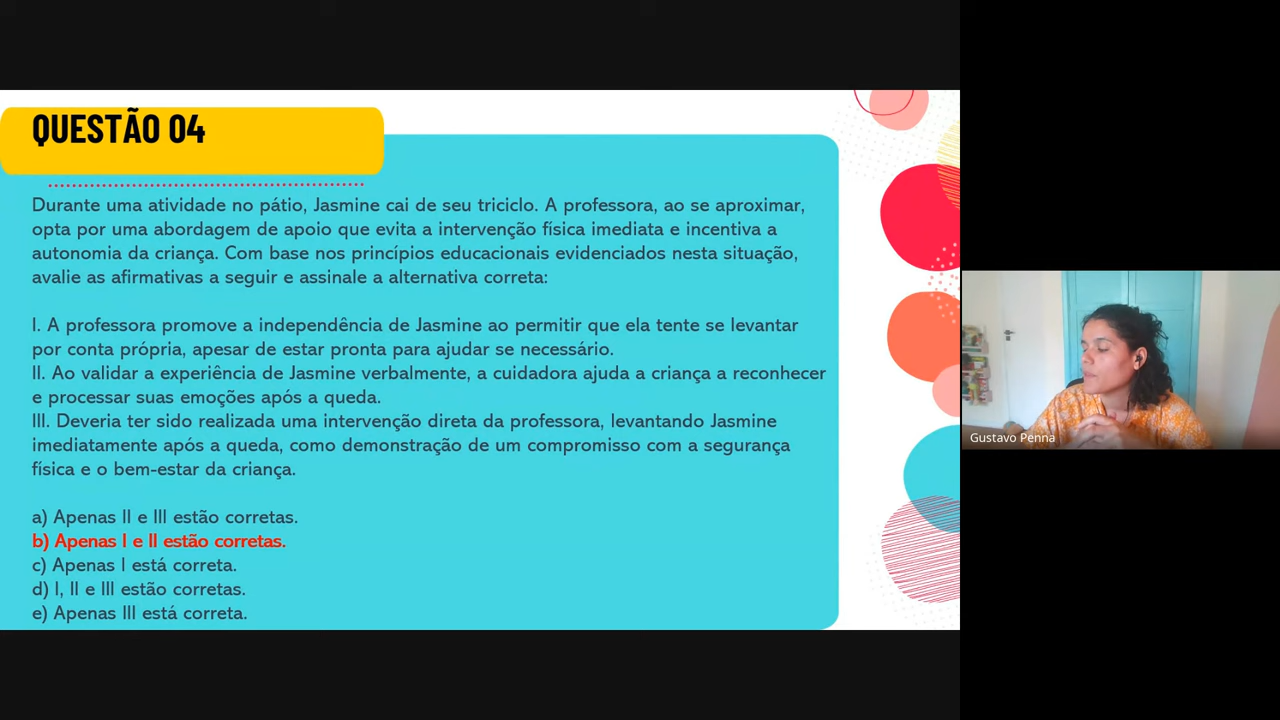 QUESTÃO 04
Durante uma atividade no pátio, Jasmine cai de seu triciclo. A professora, ao se aproximar,
opta por uma abordagem de apoio que evita a intervenção física imediata e incentiva a
autonomia da criança. Com base nos princípios educacionais evidenciados nesta situação,
avalie as afirmativas a seguir e assinale a alternativa correta:
I. A professora promove a independência de Jasmine ao permitir que ela tente se levantar
por conta própria, apesar de estar pronta para ajudar se necessário.
II. Ao validar a experiência de Jasmine verbalmente, a cuidadora ajuda a criança a reconhecer
e processar suas emoções após a queda.
III. Deveria ter sido realizada uma intervenção direta da professora, levantando Jasmine
imediatamente após a queda, como demonstração de um compromisso com a segurança
física e o bem-estar da criança.
a) Apenas II e III estão corretas.
b) Apenas I e II estão corretas.
c) Apenas I está correta.
d) I, II e III estão corretas.
e) Apenas III está correta.
Gustavo Penna